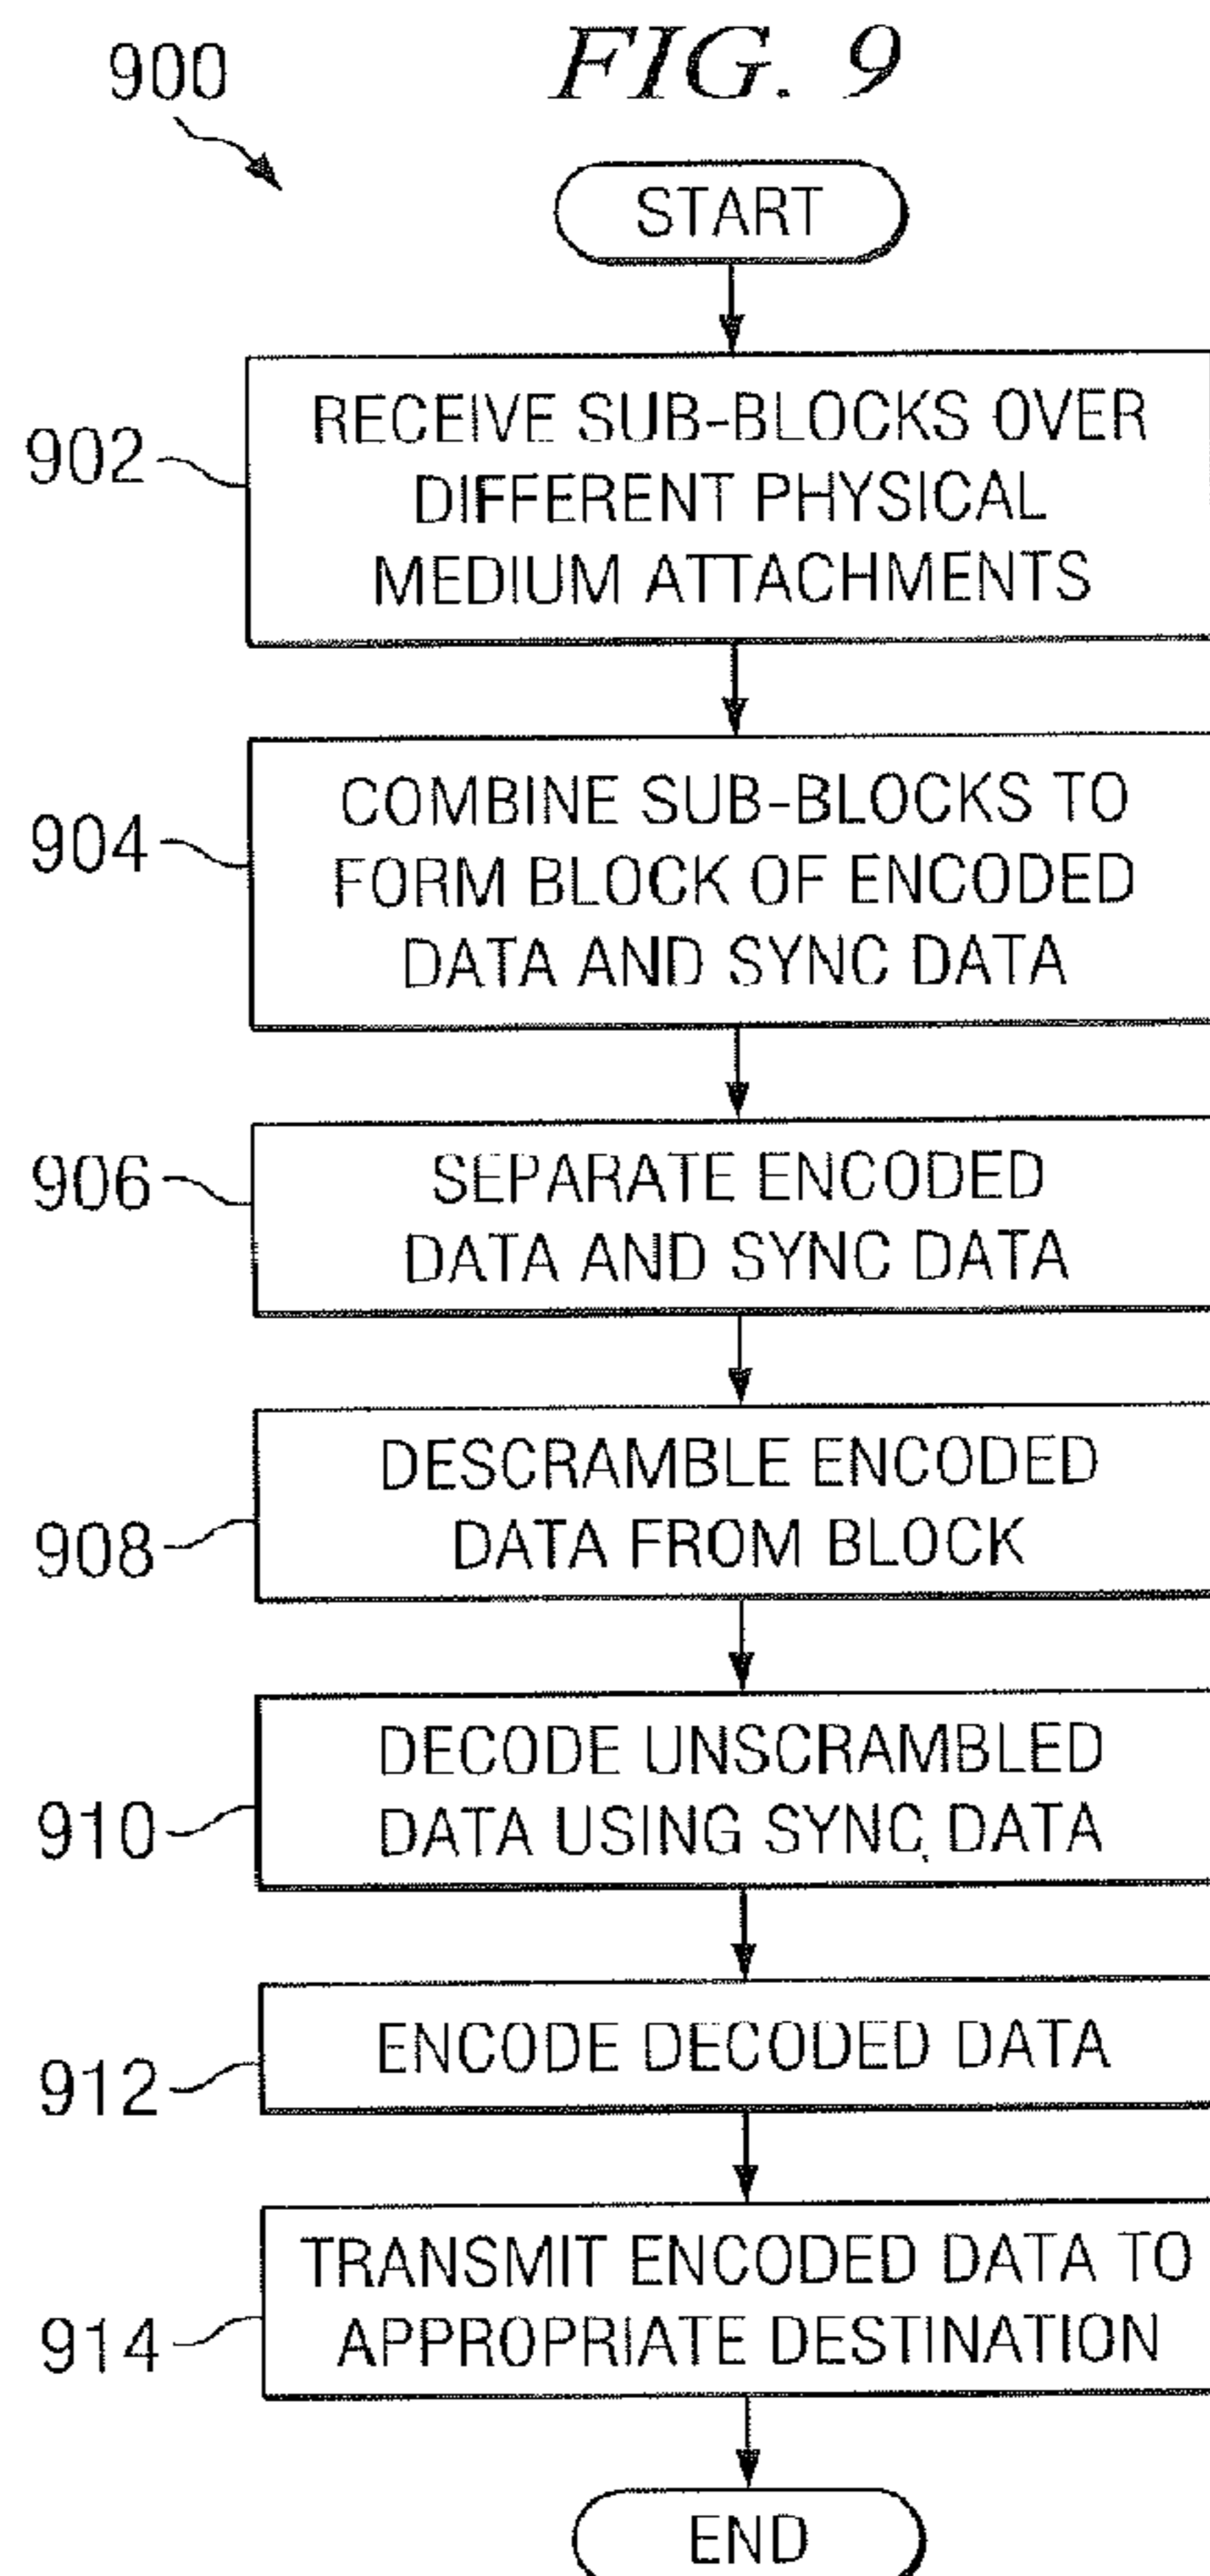 900
FIG. 9
START
902
RECEIVE SUB-BLOCKS OVER
DIFFERENT PHYSICAL
MEDIUM ATTACHMENTS
904
COMBINE SUB-BLOCKS TO
FORM BLOCK OF ENCODED
DATA AND SYNC DATA
906
SEPARATE ENCODED
DATA AND SYNC DATA
908
DESCRAMBLE ENCODED
DATA FROM BLOCK
910
DECODE UNSCRAMBLED
DATA USING SYNC DATA
912
ENCODE DECODED DATA
914
TRANSMIT ENCODED DATA TO
APPROPRIATE DESTINATION
END